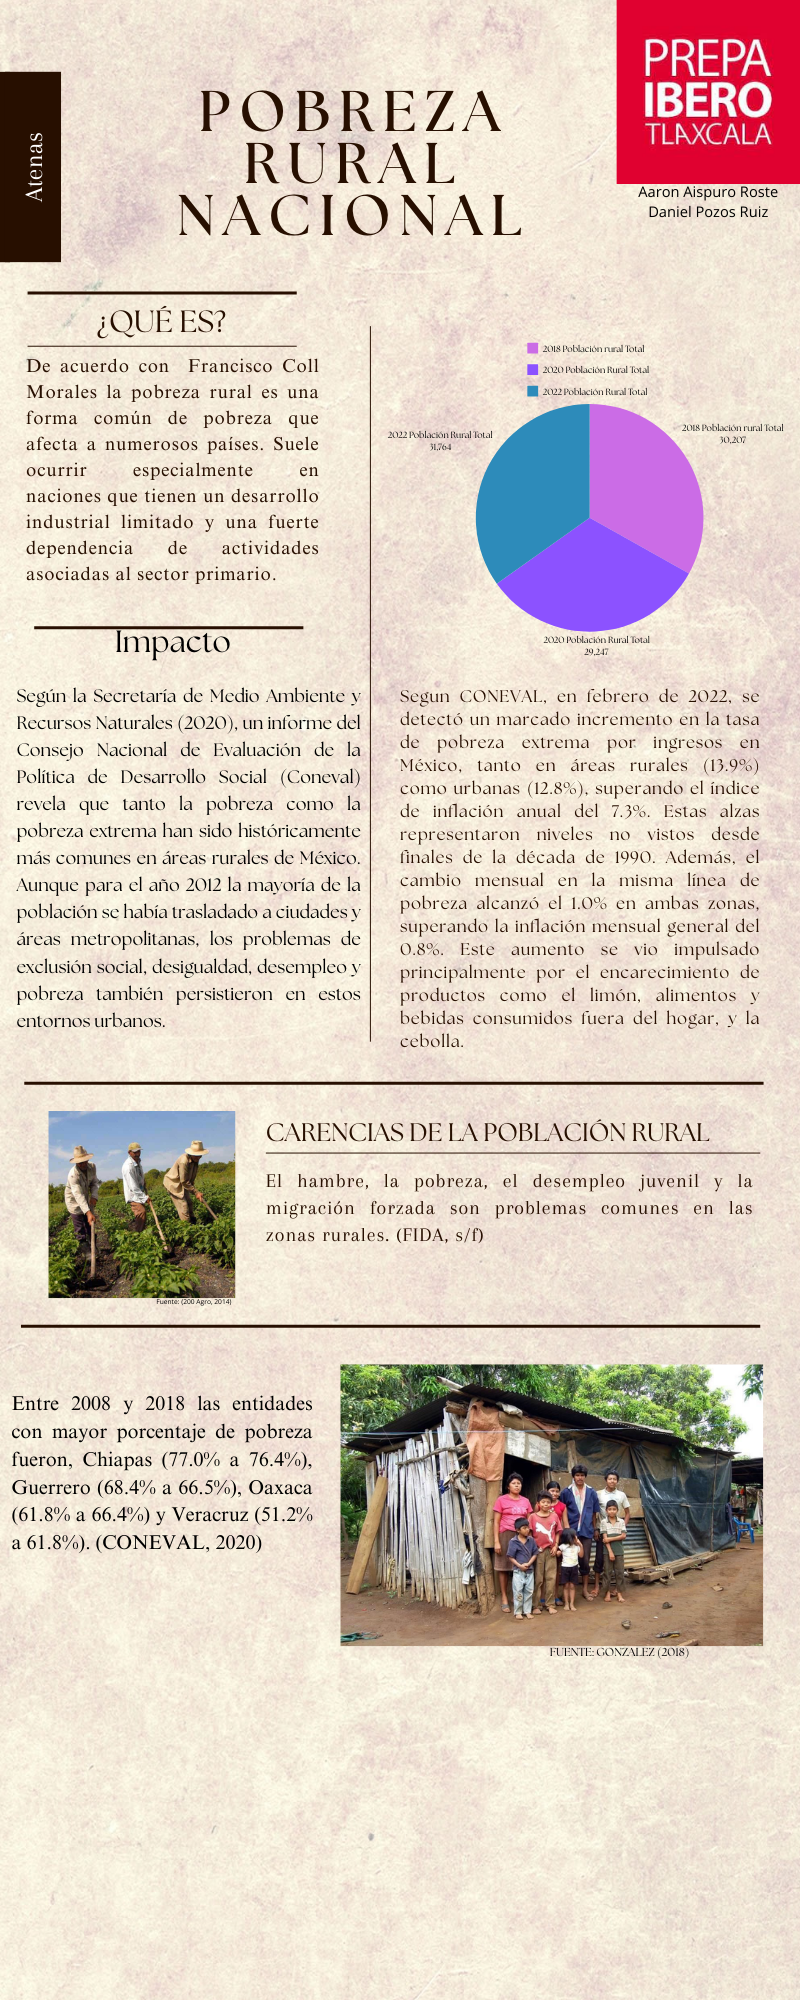 Atenas
POBREZA
RURAL
NACIONAL
PREPA
IBERO
TLAXCALA
Aaron Aispuro Roste
Daniel Pozos Ruiz
¿QUÉ ES?
De acuerdo con Francisco Coll
Morales la pobreza rural es una
forma común de pobreza que
afecta a numerosos países. Suele
ocurrir especialmente en
naciones que tienen un desarrollo
industrial limitado y una fuerte
dependencia de actividades
asociadas al sector primario.
2018 Población rural Total
2020 Población Rural Total
2022 Población Rural Total
2022 Población Rural Total
31,764
2018 Población rural Total
30,207
2020 Población Rural Total
29,247
Impacto
Según la Secretaría de Medio Ambiente y
Recursos Naturales (2020), un informe del
Consejo Nacional de Evaluación de la
Política de Desarrollo Social (Coneval)
revela que tanto la pobreza como la
pobreza extrema han sido históricamente
más comunes en áreas rurales de México.
Aunque para el año 2012 la mayoría de la
población se había trasladado a ciudades y
áreas metropolitanas, los problemas de
exclusión social, desigualdad, desempleo y
pobreza también persistieron en estos
entornos urbanos.
Segun CONEVAL, en febrero de 2022, se
detectó un marcado incremento en la tasa
de pobreza extrema por ingresos en
México, tanto en áreas rurales (13.9%)
como urbanas (12.8%), superando el índice
de inflación anual del 7.3%. Estas alzas
representaron niveles no vistos desde
finales de la década de 1990. Además, el
cambio mensual en la misma línea de
pobreza alcanzó el 1.0% en ambas zonas,
superando la inflación mensual general del
0.8%. Este aumento se vio impulsado
principalmente por el encarecimiento de
productos como el limón, alimentos y
bebidas consumidos fuera del hogar, y la
cebolla.
Fuente: (200 Agro, 2014)
CARENCIAS DE LA POBLACIÓN RURAL
El hambre, la pobreza, el desempleo juvenil y la
migración forzada son problemas comunes en las
zonas rurales. (FIDA, s/f)
Entre 2008 y 2018 las entidades
con mayor porcentaje de pobreza
fueron, Chiapas (77.0% a 76.4%),
Guerrero (68.4% a 66.5%), Oaxaca
(61.8% a 66.4%) y Veracruz (51.2%
a 61.8%). (CONEVAL, 2020)
FUENTE: GONZALEZ (2018)